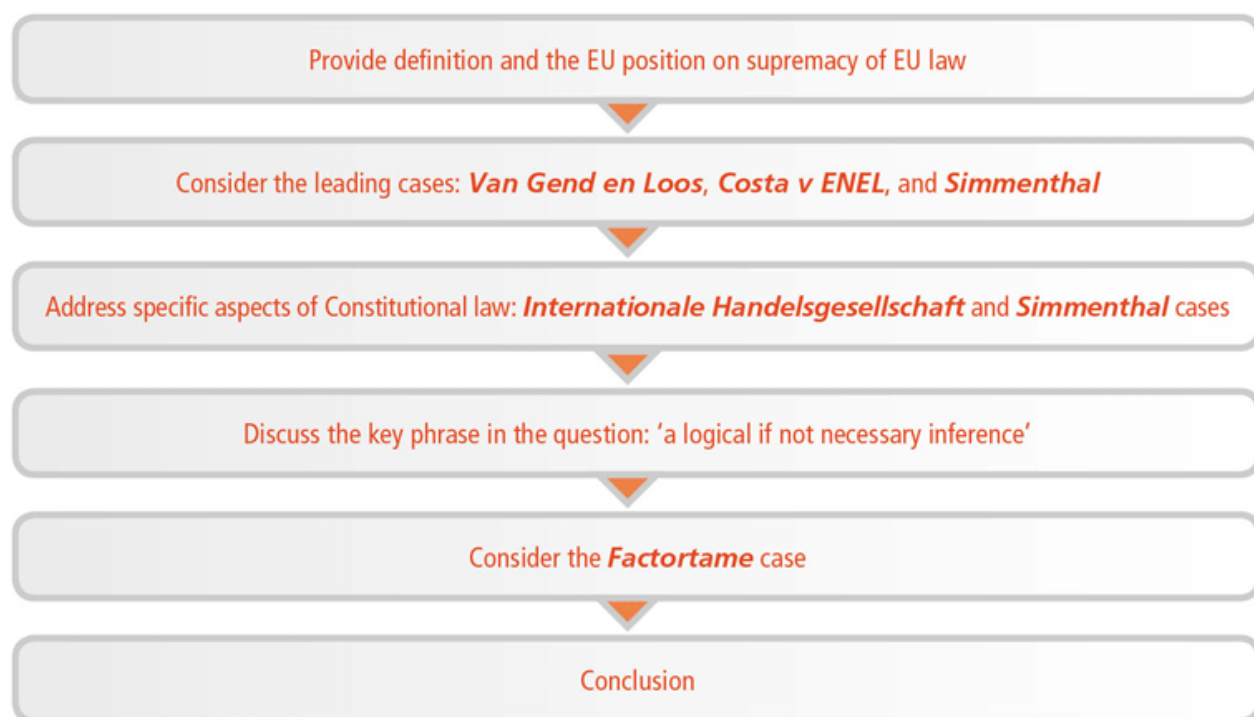 Provide definition and the EU position on supremacy of EU law
Consider the leading cases: Van Gend en Loos, Costa v ENEL, and Simmenthal
Address specific aspects of Constitutional law: Internationale Handelsgesellschaft and Simmenthal cases
Discuss the key phrase in the question: ‘a logical if not necessary inference’
Consider the Factortame case
Conclusion